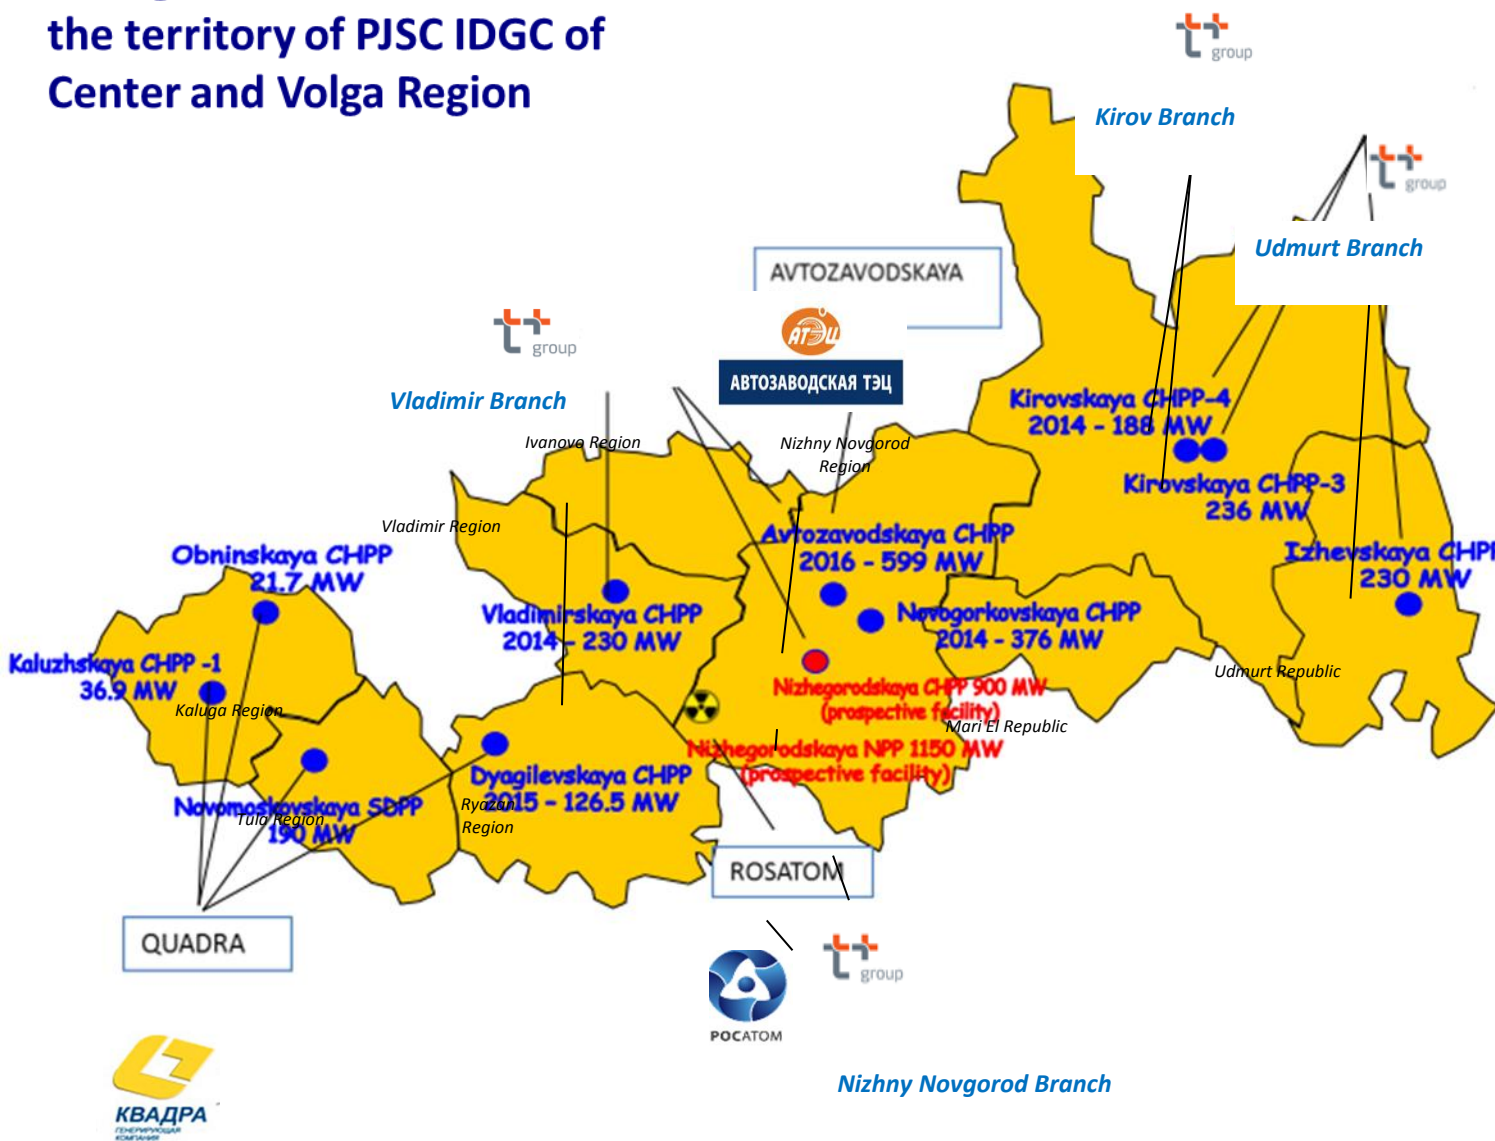 the territory of PJSC IDGC of
Center and Volga Region
t+ group
Kirov Branch
t+ group
Udmurt Branch
AVTOZAVODSKAYA
АТЭЦ
АВТОЗАВОДСКАЯ ТЭЦ
t+ group
Vladimir Branch
Ivanovo Region
Nizhny Novgorod
Region
Kirovskaya CHPP-4
2014 - 188 MW
Kirovskaya CHPP-3
236 MW
Vladimir Region
Avtozavodskaya CHPP
2016 - 599 MW
Izhevskaya CHPP
230 MW
Obninskaya CHPP
21.7 MW
Vladimirskaya CHPP
2014 - 230 MW
Novogorkovskaya CHPP
2014 - 376 MW
Kaluzhskaya CHPP -1
36.9 MW
Kaluga Region
Udmurt Republic
Nizhegorodskaya CHPP 900 MW
(prospective facility)
Mari El Republic
Nizhegorodskaya NPP 1150 MW
(prospective facility)
Dyagilevskaya CHPP
2015 – 126.5 MW
Ryazan
Region
Novomoskovskaya SDPP
190 MW
Tula Region
ROSATOM
QUADRA
t+ group
РОСАТОМ
Nizhny Novgorod Branch
КВАДРА
ГЕНЕРИРУЮЩАЯ
КОМПАНИЯ